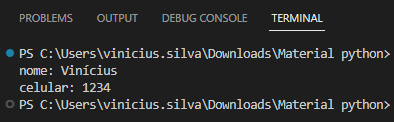 PROBLEMS OUTPUT DEBUG CONSOLE TERMINAL
PS C:\Users\vinicius.silva\Downloads\Material python>
nome: Vinícius
celular: 1234
PS C:\Users\vinicius.silva\Downloads\Material python>